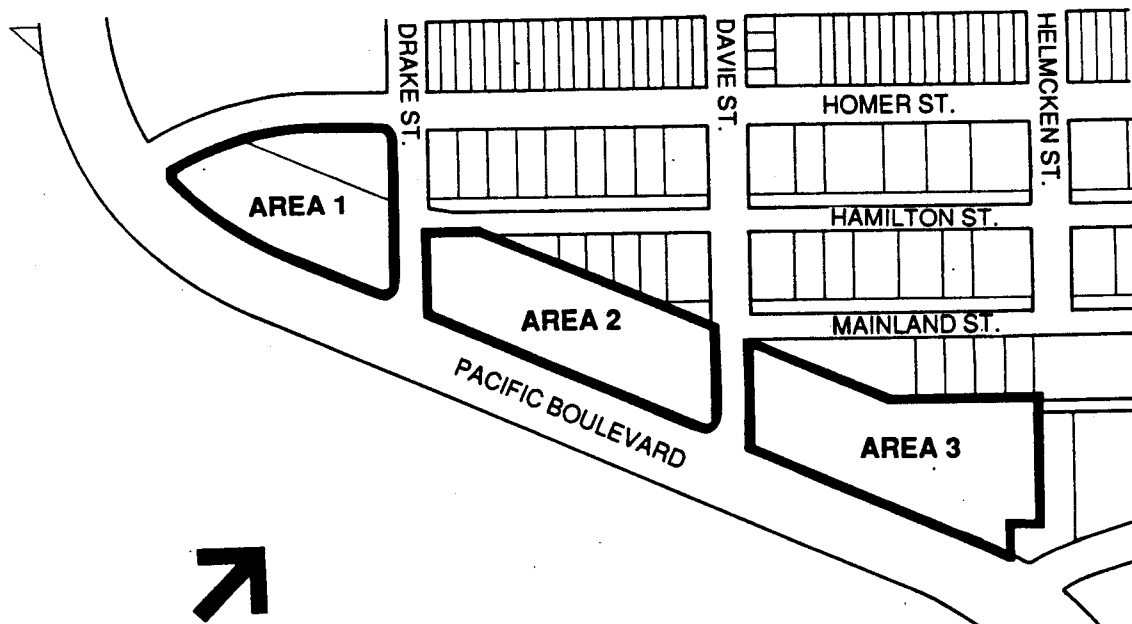 DRAKE ST.
DAVIE ST.
HELMCKEN ST.
HOMER ST.
AREA 1
HAMILTON ST.
AREA 2
MAINLAND ST.
PACIFIC BOULEVARD
AREA 3